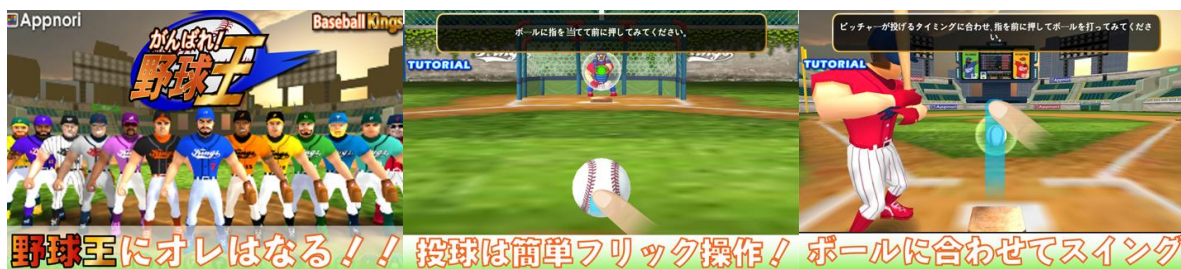 Appnori
Baseball Kings
がんばれ!
野球王
Kings
野球王にオレはなる!!
ボールに指を当てて前に押してみてください。
TUTORIAL
投球は簡単フリック操作!
ピッチャーが投げるタイミングに合わせ、指を前に押してボールを打ってみてくださ
い。
TUTORIAL
ボールに合わせてスイング